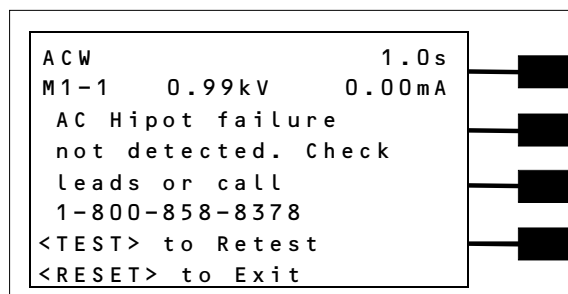 ACW 1.0s
M1-1 0.99kV 0.00mA
AC Hipot failure
not detected. Check
leads or call
1-800-858-8378
<TEST> to Retest
<RESET> to Exit